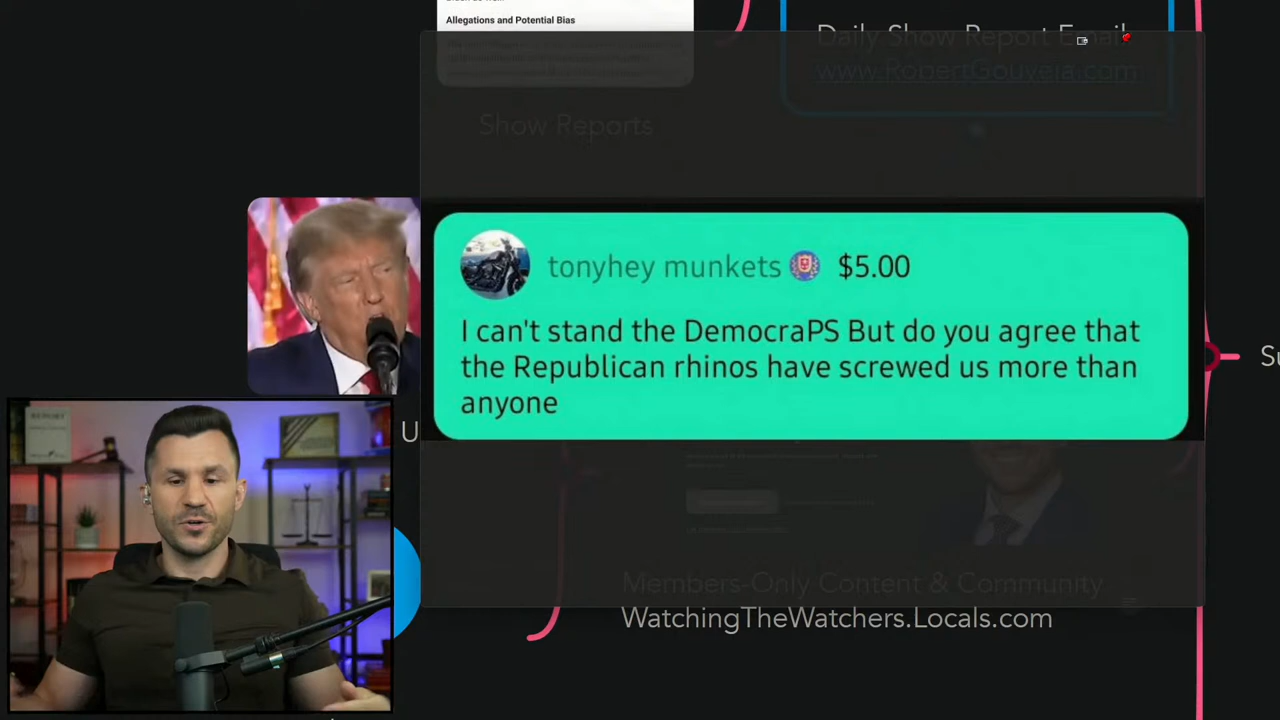 Allegations and Potential Bias
Daily Show Report Email
www.RobertGouveia.com
Show Reports
tonyhey munkets $5.00
I can't stand the DemocraPS But do you agree that
the Republican rhinos have screwed us more than
anyone
U
Su
REPORT
Members-Only Content & Community
WatchingTheWatchers.Locals.com